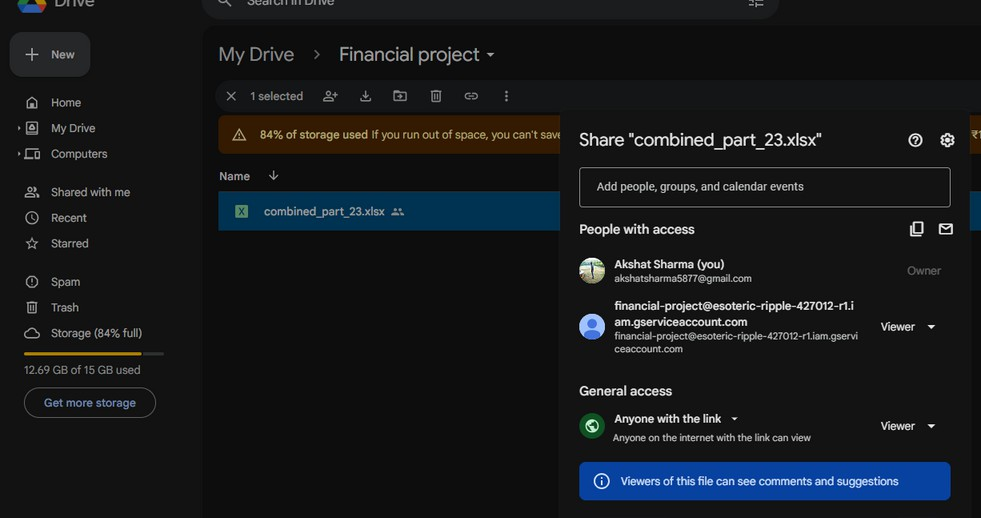 Drive
Search in Drive
New
My Drive > Financial project
Home
My Drive
Computers
Shared with me
Recent
Starred
Spam
Trash
Storage (84% full)
12.69 GB of 15 GB used
Get more storage
1 selected
84% of storage used If you run out of space, you can't save
Name
combined_part_23.xlsx
Share "combined_part_23.xlsx"
Add people, groups, and calendar events
People with access
Akshat Sharma (you)
akshatsharma5877@gmail.com
Owner
financial-project@esoteric-ripple-427012-r1.i
am.gserviceaccount.com
financial-project@esoteric-ripple-427012-r1.iam.gservi
ceaccount.com
Viewer
General access
Anyone with the link
Anyone on the internet with the link can view
Viewer
Viewers of this file can see comments and suggestions